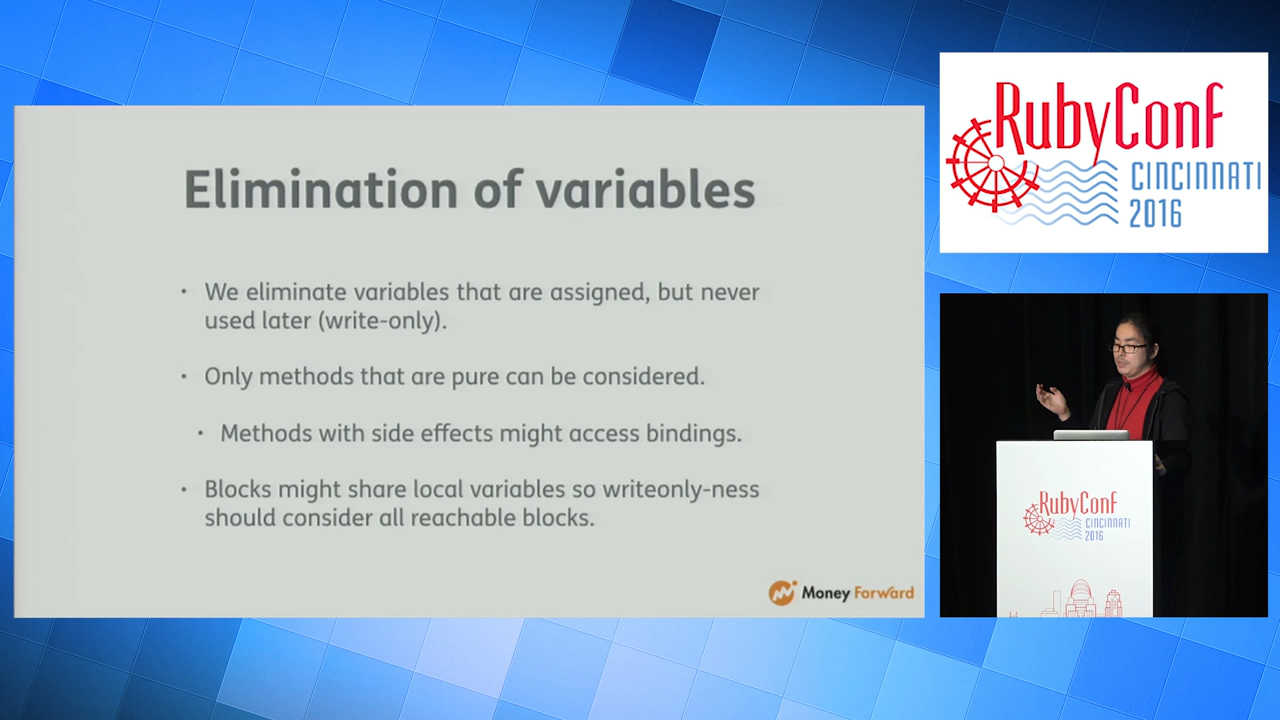 Elimination of variables
• We eliminate variables that are assigned, but never
used later (write-only).
• Only methods that are pure can be considered.
• Methods with side effects might access bindings.
• Blocks might share local variables so writeonly-ness
should consider all reachable blocks.
Money Forward
RubyConf
CINCINNATI
2016
RubyConf
CINCINNATI
2016